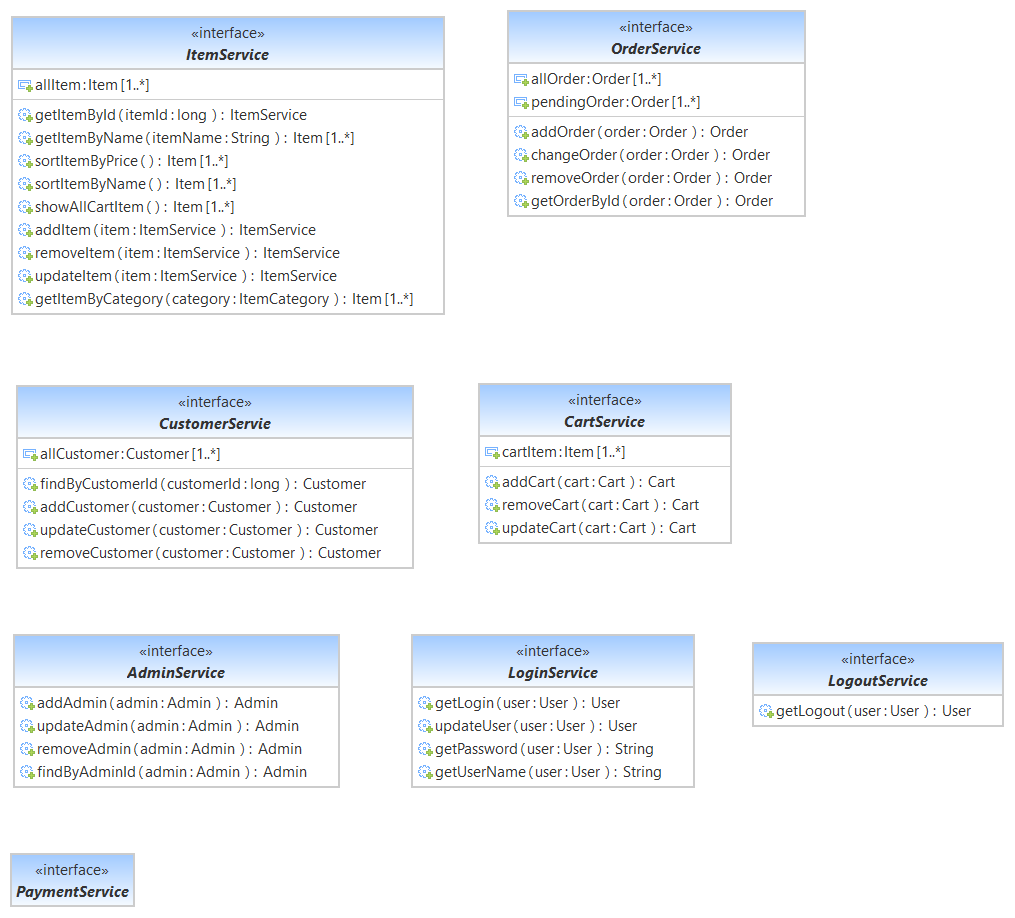 «interface»
ItemService
allItem:Item [1..*]
getItemById (itemId : long ) : ItemService
getItemByName (itemName : String ) : Item [1..*]
sortItemByPrice ( ) : Item [1..*]
sortItemByName ( ) : Item [1..*]
showAllCartItem ( ) : Item [1..*]
addItem (item : ItemService ) : ItemService
removeItem (item : ItemService ) : ItemService
updateItem (item : ItemService ) : ItemService
getItemByCategory (category : ItemCategory ) : Item [1..*]
«interface»
OrderService
allOrder:Order [1..*]
pendingOrder:Order [1..*]
addOrder (order : Order ) : Order
changeOrder (order : Order ) : Order
removeOrder (order : Order ) : Order
getOrderById (order : Order ) : Order
«interface»
CustomerServie
allCustomer:Customer [1..*]
findByCustomerId (customerId : long ) : Customer
addCustomer (customer : Customer ) : Customer
updateCustomer (customer : Customer ) : Customer
removeCustomer (customer : Customer ) : Customer
«interface»
CartService
cartItem:Item [1..*]
addCart (cart : Cart ) : Cart
removeCart (cart : Cart ) : Cart
updateCart (cart : Cart ) : Cart
«interface»
AdminService
addAdmin (admin : Admin ) : Admin
updateAdmin (admin : Admin ) : Admin
removeAdmin (admin : Admin ) : Admin
findByAdminId (admin : Admin ) : Admin
«interface»
LoginService
getLogin (user : User ) : User
updateUser (user : User ) : User
getPassword (user : User ) : String
getUserName (user : User ) : String
«interface»
LogoutService
getLogout (user : User ) : User
«interface»
PaymentService